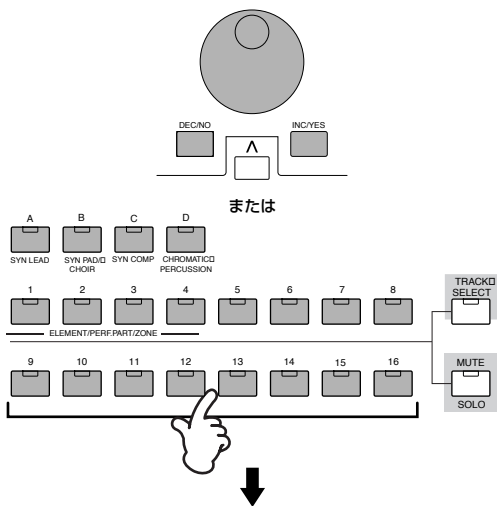 DEC/NO INC/YES
または
A B C D
SYN LEAD SYN PAD/ CHOIR SYN COMP CHROMATIC PERCUSSION
1 2 3 4 5 6 7 8
TRACK SELECT
ELEMENT/PERF.PART/ZONE
9 10 11 12 13 14 15 16
MUTE
SOLO